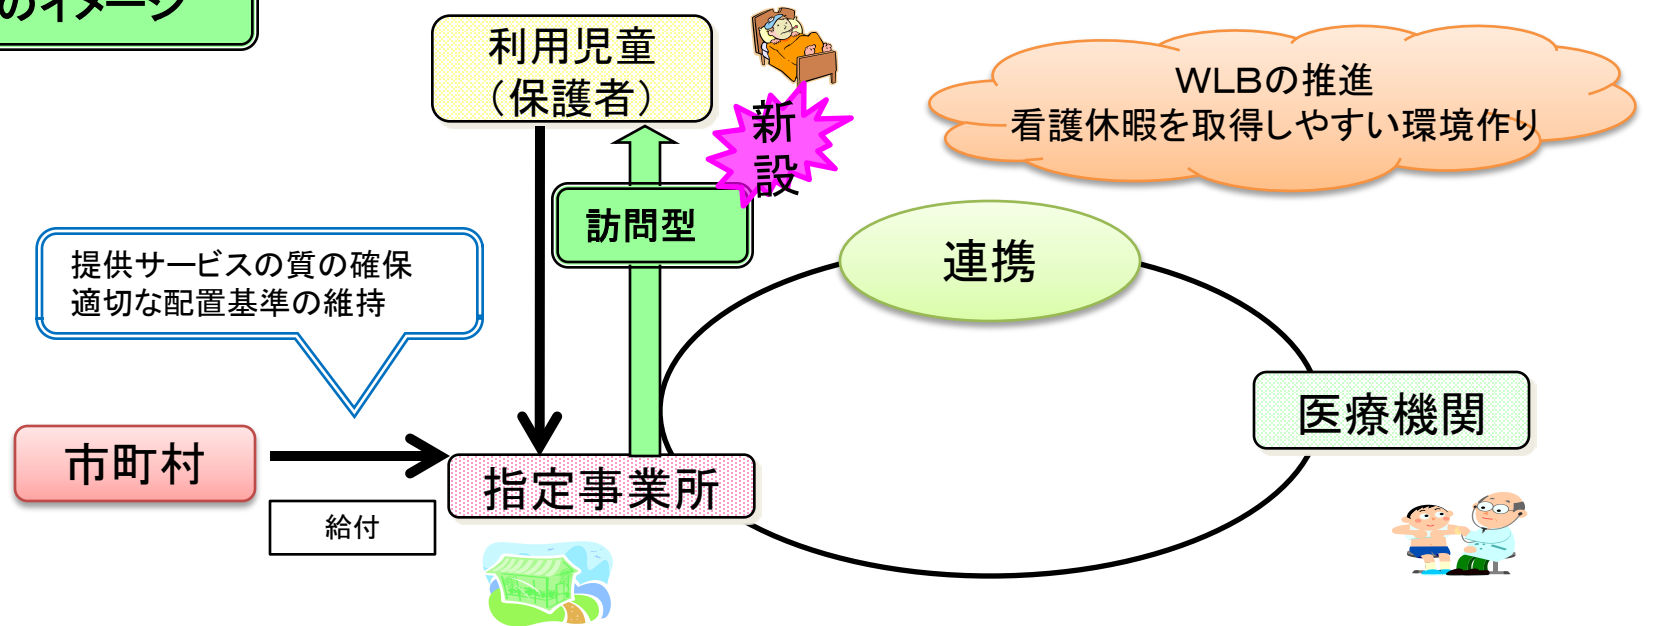 のイメージ
利用児童
（保護者）
新
設
WLBの推進
看護休暇を取得しやすい環境作り
訪問型
提供サービスの質の確保
適切な配置基準の維持
連携
市町村
給付
指定事業所
医療機関